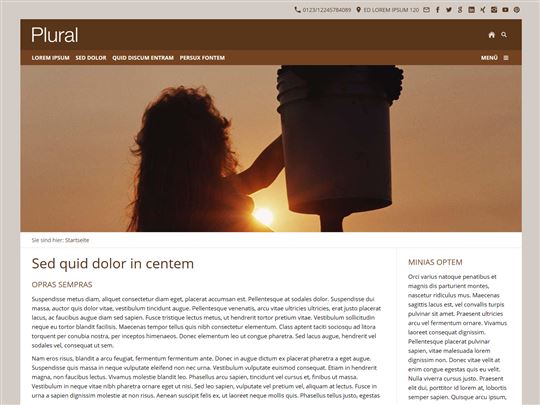 0123/12245784089 ED LOREM IPSUM 120
Plural
LOREM IPSUM SED DOLOR QUID DISCUM ENTRAM PERSUX FONTEM MENÜ
Sie sind hier: Startseite
Sed quid dolor in centem
OPRAS SEMPRAS
Suspendisse metus diam, aliquet consectetur diam eget, placerat accumsan est. Pellentesque at sodales dolor. Suspendisse dui
massa, auctor quis dolor vitae, vestibulum tincidunt augue. Pellentesque venenatis, arcu vitae ultricies ultricies, erat justo placerat
lacus, ac faucibus augue diam sed sapien. Fusce tristique lectus metus, ut hendrerit tortor pretium vitae. Vestibulum sollicitudin
neque eu tortor blandit facilisis. Maecenas tempor tellus quis nibh consectetur elementum. Class aptent taciti sociosqu ad litora
torquent per conubia nostra, per inceptos himenaeos. Donec elementum leo ut congue pharetra. Sed lacus augue, hendrerit vel
sodales vel, consequat ut sem.
Nam eros risus, blandit a arcu feugiat, fermentum fermentum ante. Donec in augue dictum ex placerat pharetra a eget augue.
Suspendisse quis massa in neque vulputate eleifend non nec urna. Vestibulum vulputate euismod consequat. Etiam in hendrerit
magna, non faucibus lectus. Vivamus molestie blandit leo. Phasellus arcu sapien, tincidunt vel cursus et, finibus ut massa.
Vestibulum in neque vitae nibh pharetra ornare eget ut nisi. Sed leo sapien, vulputate vel pretium vel, aliquam at lectus. Fusce in
urna a sapien dignissim molestie at non risus. Aenean suscipit felis ex, ut laoreet neque mollis quis. Phasellus tortor tellus, egestas
MINIAS OPTEM
Orci varius natoque penatibus et
magnis dis parturient montes,
nascetur ridiculus mus. Maecenas
sagittis lacus est, vel convallis turpis
pulvinar sit amet. Praesent ultricies
arcu vel fermentum ornare. Vivamus
laoreet fermentum ornare. Vivamus
consequat dignissim.
Pellentesque placerat pulvinar
sapien, vitae malesuada lorem
dignissim non. Donec vitae velit at
enim dapibus congue quis eu velit.
Nulla viverra cursus justo. Praesent
elit dui, porttitor id lorem at, lobortis
semper sapien. Quisque arcu ipsum,